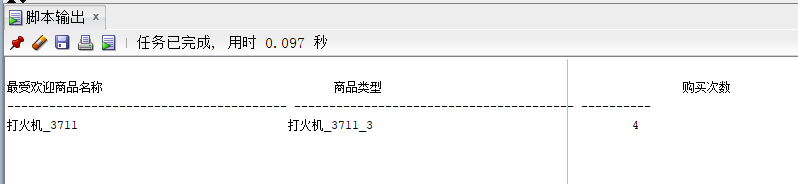 脚本输出 ×
任务已完成, 用时 0.097 秒
最受欢迎商品名称 商品类型 购买次数
---------------------------------------- ---------------------------------------- ----------
打火机_3711 打火机_3711_3 4